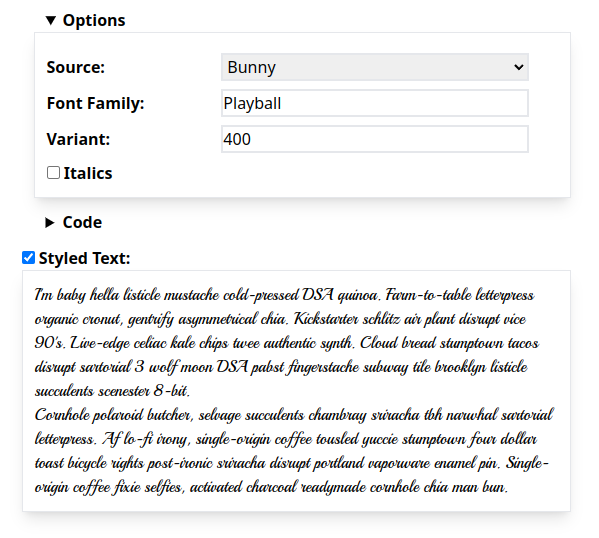 Options
Source: Bunny
Font Family: Playball
Variant: 400
Italics
Code
Styled Text:
I'm baby hella listicle mustache cold-pressed DSA quinoa. Farm-to-table letterpress
organic cronut, gentrify asymmetrical chia. Kickstarter schlitz air plant disrupt vice
90's. Live-edge celiac kale chips twee authentic synth. Cloud bread stumptown tacos
disrupt sartorial 3 wolf moon DSA pabst fingerstache subway tile brooklyn listicle
succulents scenester 8-bit.
Cornhole polaroid butcher, selvage succulents chambray sriracha tbh narwhal sartorial
letterpress. Af lo-fi irony, single-origin coffee tousled yuccie stumptown four dollar
toast bicycle rights post-ironic sriracha disrupt portland vaporware enamel pin. Single-
origin coffee fixie selfies, activated charcoal readymade cornhole chia man bun.